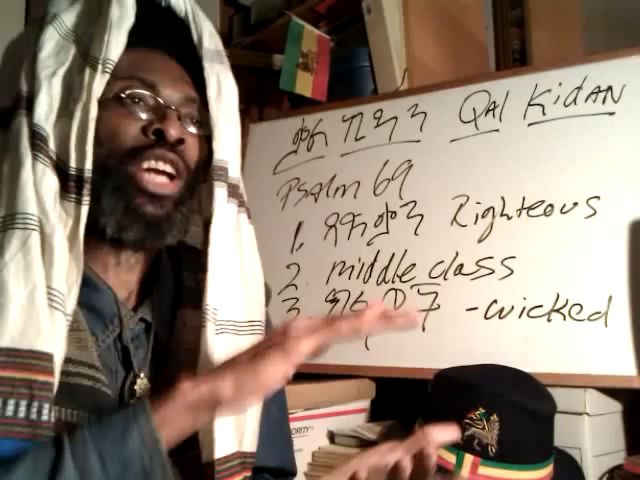 ቃል ኪዳን Qal Kidan
Psalm 69
1. ጻድቃን Righteous
2. middle class
3. - wicked